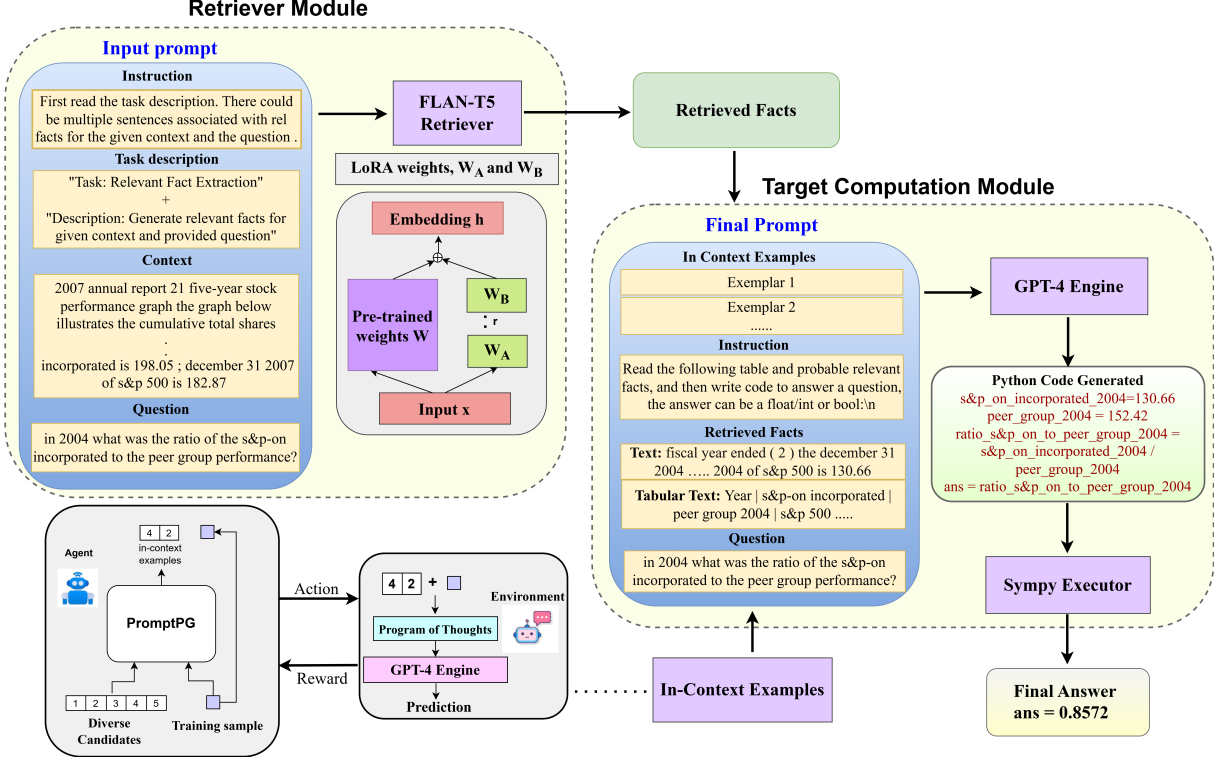 Retriever Module
Input prompt
Instruction
First read the task description. There could
be multiple sentences associated with rel
facts for the given context and the question .
Task description
"Task: Relevant Fact Extraction"
+
"Description: Generate relevant facts for
given context and provided question"
Context
2007 annual report 21 five-year stock
performance graph the graph below
illustrates the cumulative total shares
.
.
incorporated is 198.05 ; december 31 2007
of s&p 500 is 182.87
Question
in 2004 what was the ratio of the s&p-on
incorporated to the peer group performance?
FLAN-T5
Retriever
LoRA weights, WA and WB
Embedding h
Pre-trained
weights W
WB
: r
WA
Input x
Retrieved Facts
Target Computation Module
Final Prompt
In Context Examples
Exemplar 1
Exemplar 2
......
Instruction
Read the following table and probable relevant
facts, and then write code to answer a question,
the answer can be a float/int or bool:\n
Retrieved Facts
Text: fiscal year ended ( 2 ) the december 31
2004 ….. 2004 of s&p 500 is 130.66
Tabular Text: Year | s&p-on incorporated |
peer group 2004 | s&p 500 .....
Question
in 2004 what was the ratio of the s&p-on
incorporated to the peer group performance?
GPT-4 Engine
Python Code Generated
s&p_on_incorporated_2004=130.66
peer_group_2004 = 152.42
ratio_s&p_on_to_peer_group_2004 =
s&p_on_incorporated_2004 /
peer_group_2004
ans = ratio_s&p_on_to_peer_group_2004
Sympy Executor
Final Answer
ans = 0.8572
4 2
in-context
examples
Agent
PromptPG
1 2 3 4 5
Diverse
Candidates
Training sample
Action
Reward
4 2 +
Environment
Program of Thoughts
GPT-4 Engine
Prediction
In-Context Examples